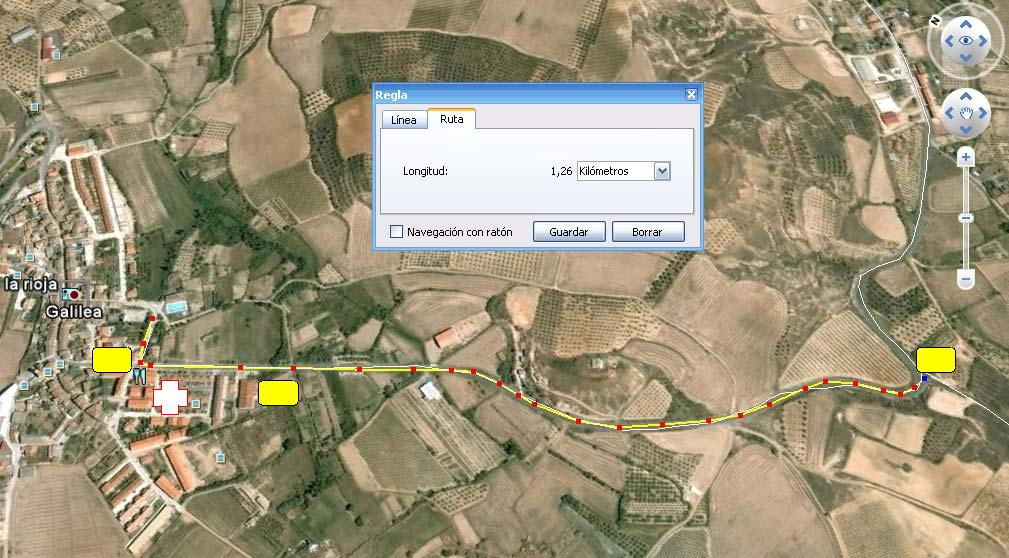 N
Regla
Línea
Ruta
Longitud:
1,26
Kilómetros
Navegación con ratón
Guardar
Borrar
la rioja
Galilea